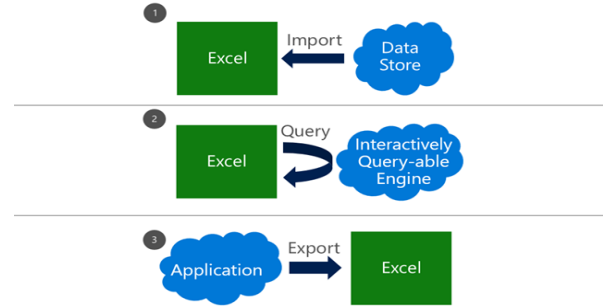 1
Import
Excel
Data
Store
2
Query
Excel
Interactively
Query-able
Engine
3
Application
Export
Excel